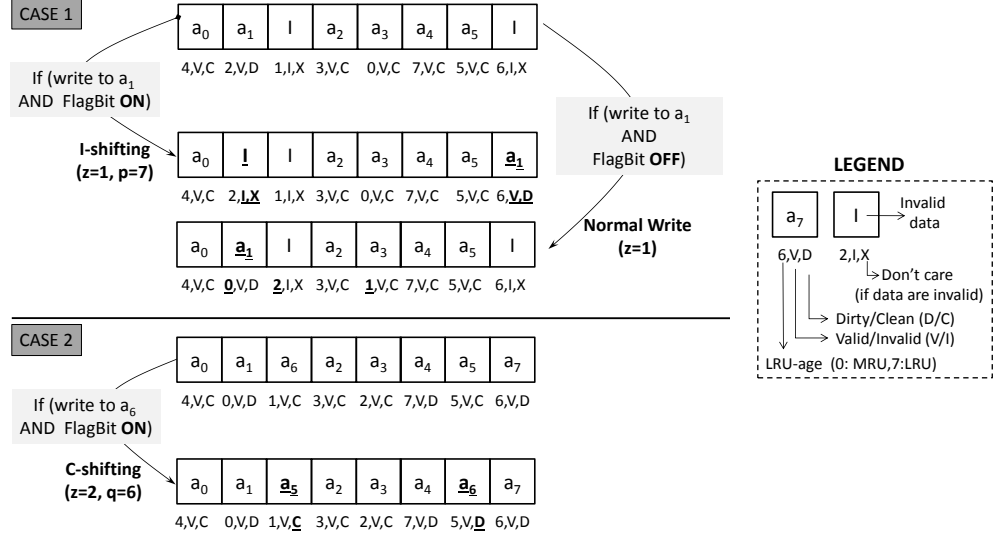 CASE 1
a0 a1 I a2 a3 a4 a5 I
4,V,C 2,V,D 1,I,X 3,V,C 0,V,C 7,V,C 5,V,C 6,I,X
If (write to a1
AND FlagBit ON)
I-shifting
(z=1, p=7)
a0 I I a2 a3 a4 a5 a1
4,V,C 2,I,X 1,I,X 3,V,C 0,V,C 7,V,C 5,V,C 6,V,D
If (write to a1
AND
FlagBit OFF)
Normal Write
(z=1)
a0 a1 I a2 a3 a4 a5 I
4,V,C 0,V,D 2,I,X 3,V,C 1,V,C 7,V,C 5,V,C 6,I,X
CASE 2
a0 a1 a6 a2 a3 a4 a5 a7
4,V,C 0,V,D 1,V,C 3,V,C 2,V,C 7,V,D 5,V,C 6,V,D
If (write to a6
AND FlagBit ON)
C-shifting
(z=2, q=6)
a0 a1 a5 a2 a3 a4 a6 a7
4,V,C 0,V,D 1,V,C 3,V,C 2,V,C 7,V,D 5,V,D 6,V,D
LEGEND
a7 I Invalid
data
6,V,D 2,I,X
Don't care
(if data are invalid)
Dirty/Clean (D/C)
Valid/Invalid (V/I)
LRU-age (0: MRU,7:LRU)